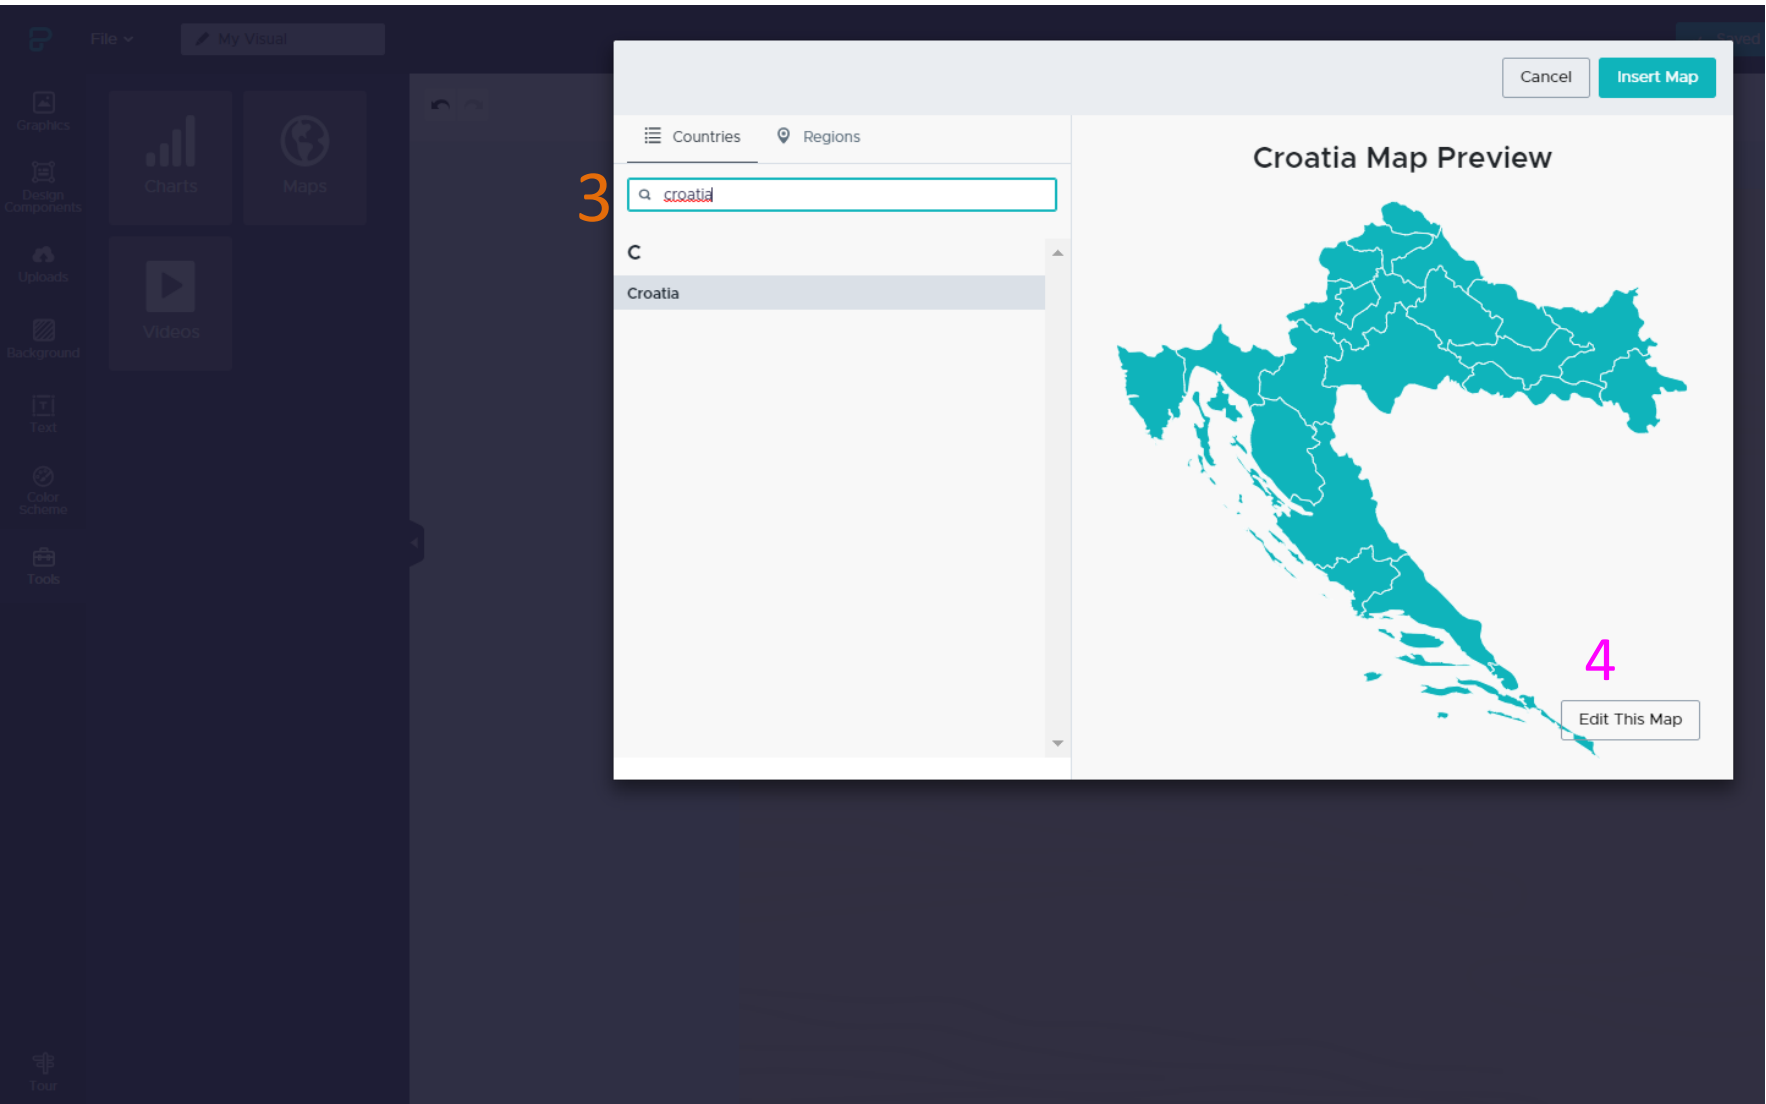 File
My Visual
Saved
Cancel
Insert Map
Graphics
Design
Components
Uploads
Background
Text
Color
Scheme
Tools
Tour
Charts
Maps
Videos
Countries
Regions
3
croatia
C
Croatia
Croatia Map Preview
4
Edit This Map